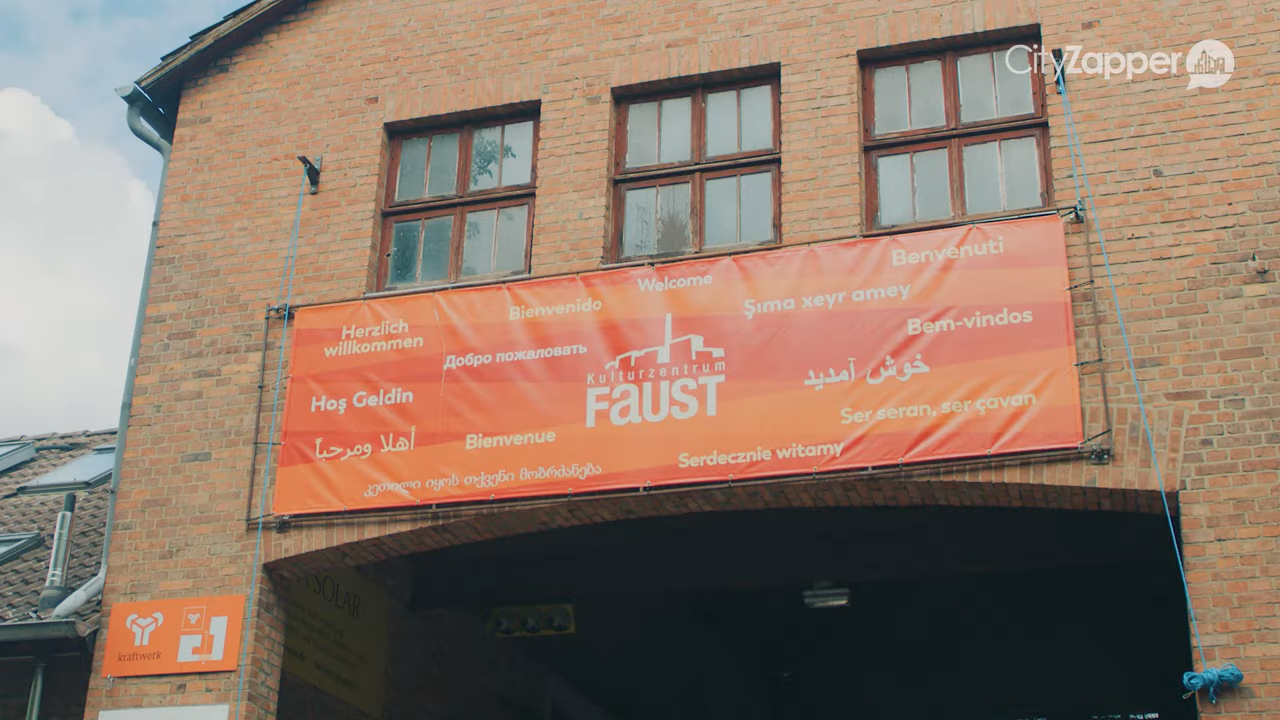 CityZapper
Benvenuti
Welcome
Bienvenido
Şıma xeyr amey
Herzlich
willkommen
Bem-vindos
Добро пожаловать
Kulturzentrum
FAUST
خوش آمدید
Hoş Geldin
Ser seran, ser çavan
أهلا ومرحباً
Bienvenue
Serdecznie witamy
კეთილი იყოს თქვენი მობრძანება
SOLAR
kraftwerk